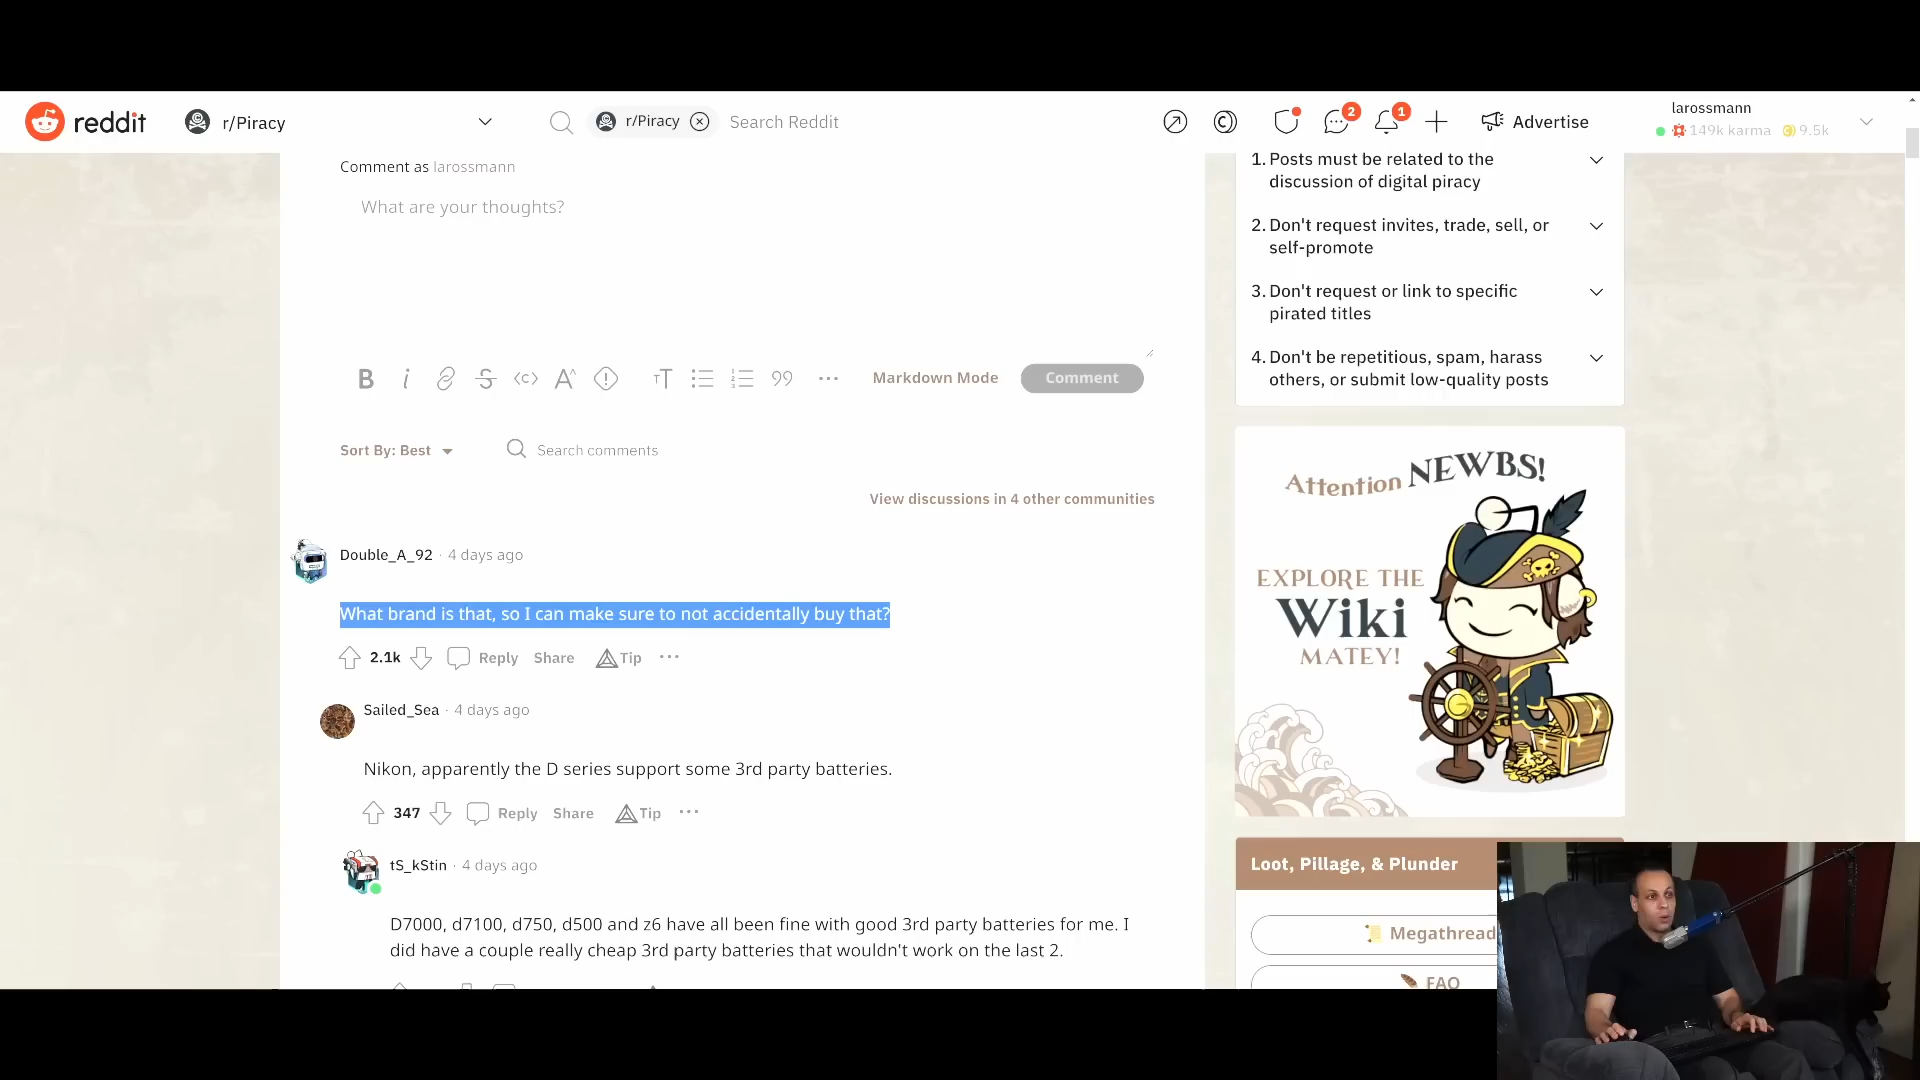 reddit
r/Piracy
r/Piracy
Search Reddit
2
1
Advertise
larossmann
149k karma
9.5k
Comment as larossmann
What are your thoughts?
Markdown Mode
Comment
Sort By: Best
Search comments
View discussions in 4 other communities
Double_A_92 · 4 days ago
What brand is that, so I can make sure to not accidentally buy that?
2.1k
Reply
Share
Tip
Sailed_Sea · 4 days ago
Nikon, apparently the D series support some 3rd party batteries.
347
Reply
Share
Tip
tS_kStin · 4 days ago
D7000, d7100, d750, d500 and z6 have all been fine with good 3rd party batteries for me. I
did have a couple really cheap 3rd party batteries that wouldn't work on the last 2.
1. Posts must be related to the
discussion of digital piracy
2. Don't request invites, trade, sell, or
self-promote
3. Don't request or link to specific
pirated titles
4. Don't be repetitious, spam, harass
others, or submit low-quality posts
Attention NEWBS!
EXPLORE THE
Wiki
MATEY!
Loot, Pillage, & Plunder
Megathread
FAQ